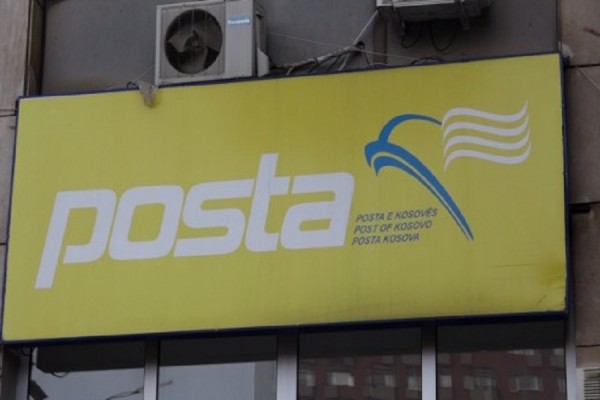 posta
POSTA E KOSOVËS
POST OF KOSOVO
POSTA KOSOVA